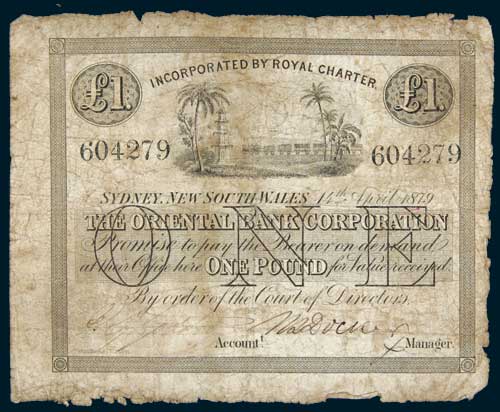 INCORPORATED BY ROYAL CHARTER.
£1. £1.
604279 604279
SYDNEY, NEW SOUTH WALES 14th April 1879
THE ORIENTAL BANK CORPORATION
Promise to pay the Bearer on demand
ONE
at their Office here ONE POUND for Value received.
By order of the Court of Directors.
Accountt. Manager.